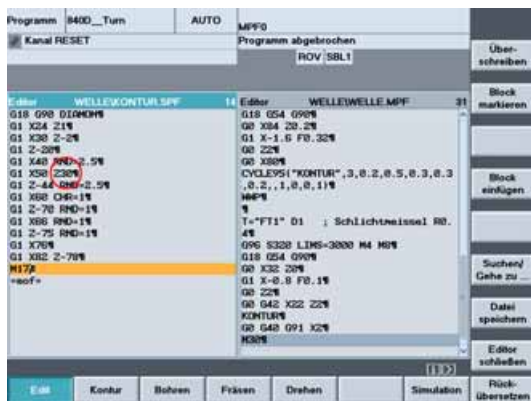 Programm 840D__Turn AUTO MPF0
Kanal RESET Programm abgebrochen
ROV SBL1
Editor WELLE\KONTUR.SPF 14
G18 G90 DIAMON¶
G1 X24 Z1¶
G1 X30 Z-2¶
G1 Z-20¶
G1 X40 RND=2.5¶
G1 X50 Z30¶
G1 Z-44 RND=2.5¶
G1 X60 CHR=1¶
G1 Z-70 RND=1¶
G1 X66 RND=1¶
G1 Z-75 RND=1¶
G1 X76¶
G1 X82 Z-78¶
M17¶
=eof=
Editor WELLE\WELLE.MPF 31
G18 G54 G90¶
G0 X84 Z0.2¶
G1 X-1.6 F0.32¶
G0 Z2¶
G0 X80¶
CYCLE95("KONTUR",3,0.2,0.5,0.3,0.3
,0.2,,1,0,0,1)¶
WWP¶
¶
T="FT1" D1 ; Schlichtmeissel R0.
4¶
G96 S320 LIMS=3000 M4 M8¶
G18 G54 G90¶
G0 X32 Z0¶
G1 X-0.8 F0.1¶
G0 Z2¶
G0 G42 X22 Z2¶
KONTUR¶
G0 G40 G91 X2¶
M30¶
Über-
schreiben
Block
markieren
Block
einfügen
Suchen/
Gehe zu ...
Datei
speichern
Editor
schließen
Rück-
übersetzen
Edit Kontur Bohren Fräsen Drehen Simulation